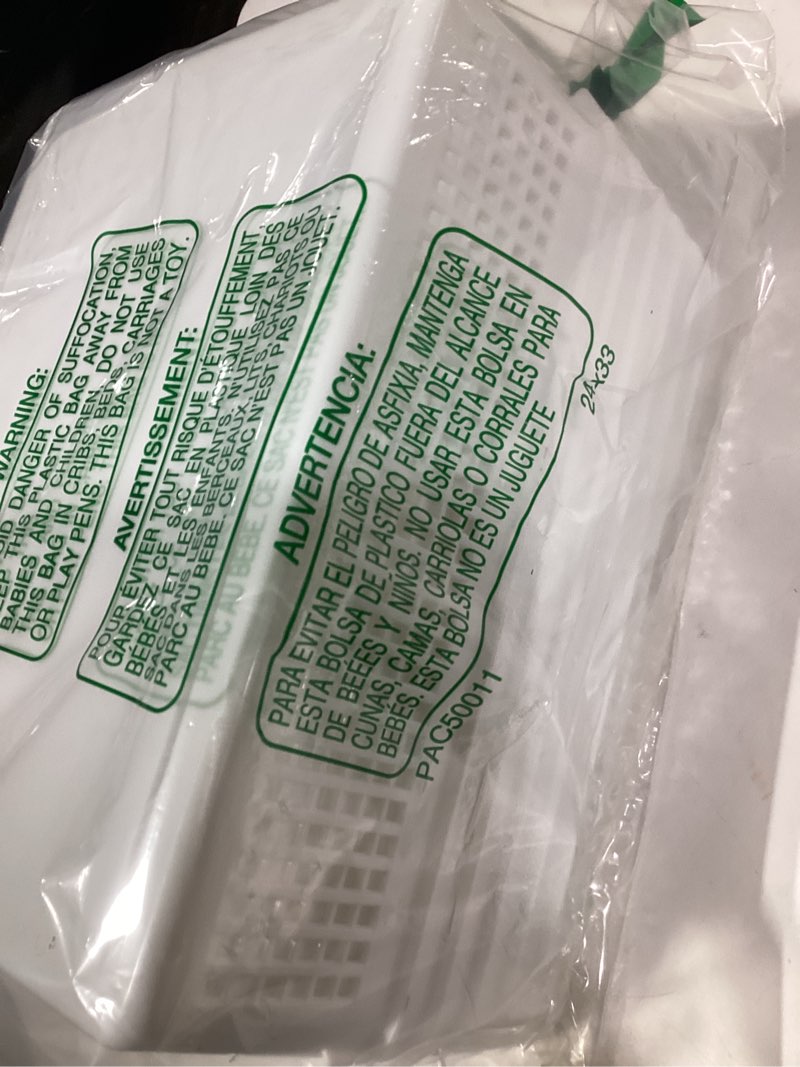 WARNING:
THIS DANGER OF SUFFOCATION,
BABIES AND PLASTIC BAG AWAY FROM
THIS BAG IN CRIBS, CHILDREN. DO NOT USE
OR PLAY PENS. THIS BAG IS NOT A TOY.
AVERTISSEMENT:
POUR ÉVITER TOUT RISQUE D'ÉTOUFFEMENT,
GARDEZ CE SAC EN PLASTIQUE LOIN DES
BÉBÉS ET LES ENFANTS. N'UTILISEZ PAS CE
SAC DANS LES BERCEAUX, LITS, CHARIOTS OU
PARC AU BEBE. CE SAC N'EST PAS UN JOUET.
ADVERTENCIA:
PARA EVITAR EL PELIGRO DE ASFIXIA, MANTENGA
ESTA BOLSA DE PLASTICO FUERA DEL ALCANCE
DE BEÉES Y NIÑOS. NO USAR ESTA BOLSA EN
CUNAS, CAMAS, CARRIOLAS O CORRALES PARA
BEBES. ESTA BOLSA NO ES UN JUGUETE
PAC50011
24x33